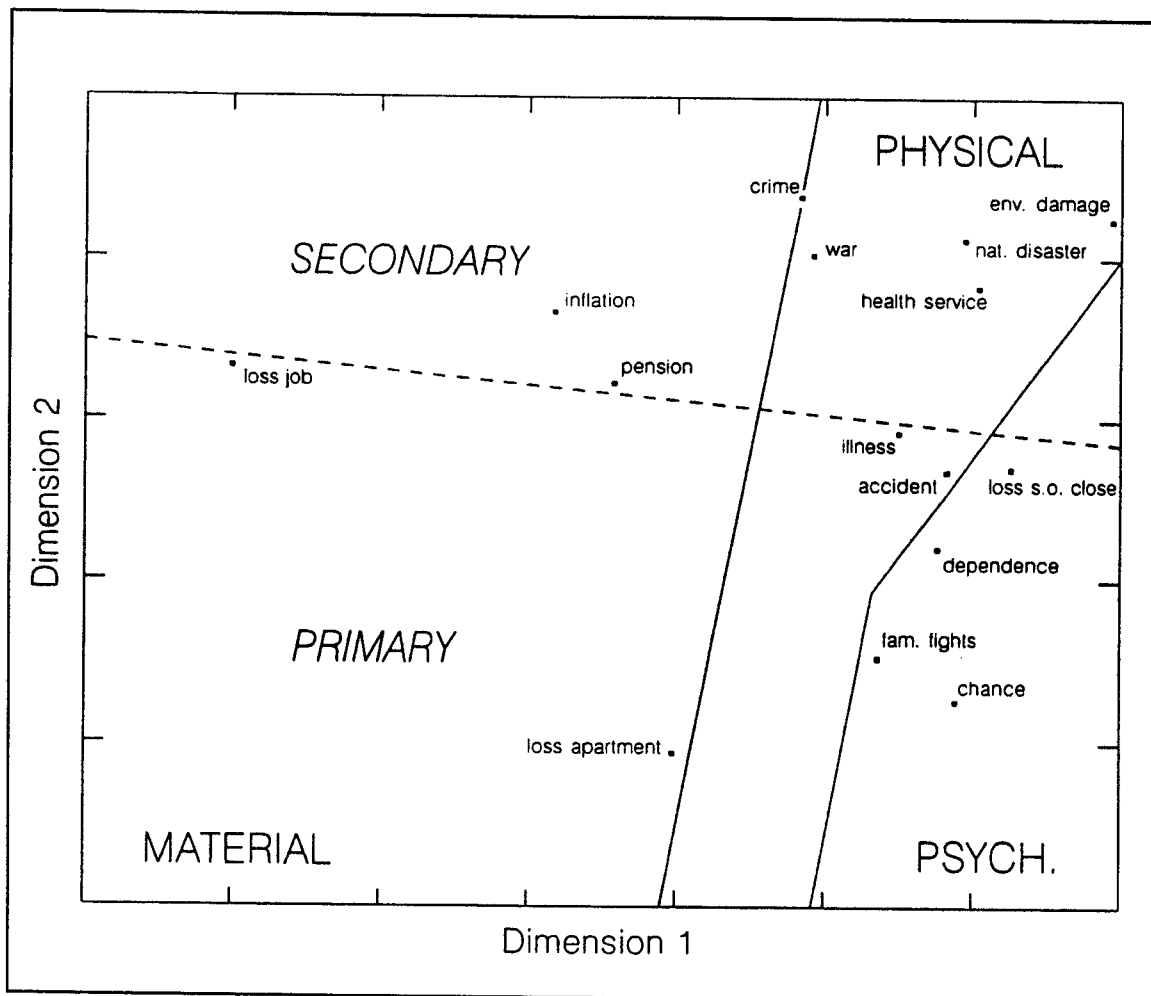 PHYSICAL
crime
env. damage
SECONDARY
war
nat. disaster
inflation
health service
loss job
pension
illness
accident
loss s.o. close
dependence
PRIMARY
fam. fights
chance
loss apartment
MATERIAL
PSYCH.
Dimension 1
Dimension 2